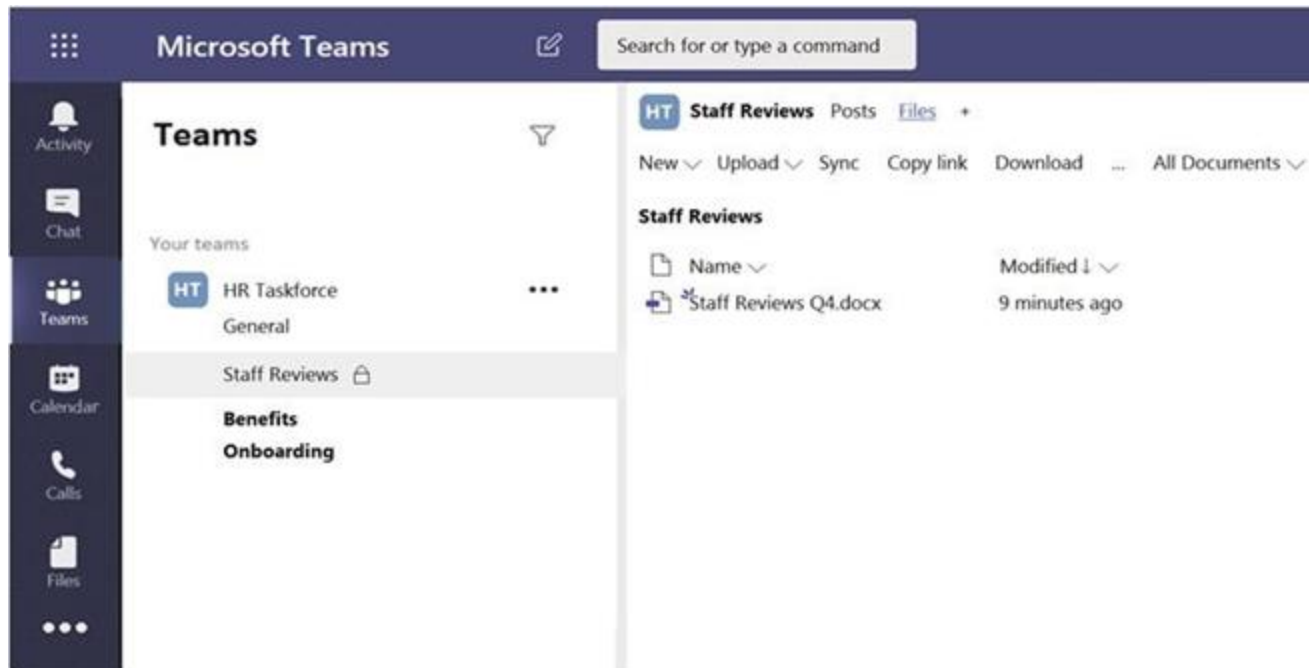 Microsoft Teams
Search for or type a command
Activity
Chat
Teams
Calendar
Calls
Files
Teams
Your teams
HT HR Taskforce
General
Staff Reviews
Benefits
Onboarding
HT Staff Reviews Posts Files +
New Upload Sync Copy link Download ... All Documents
Staff Reviews
Name Modified ↓
Staff Reviews Q4.docx 9 minutes ago